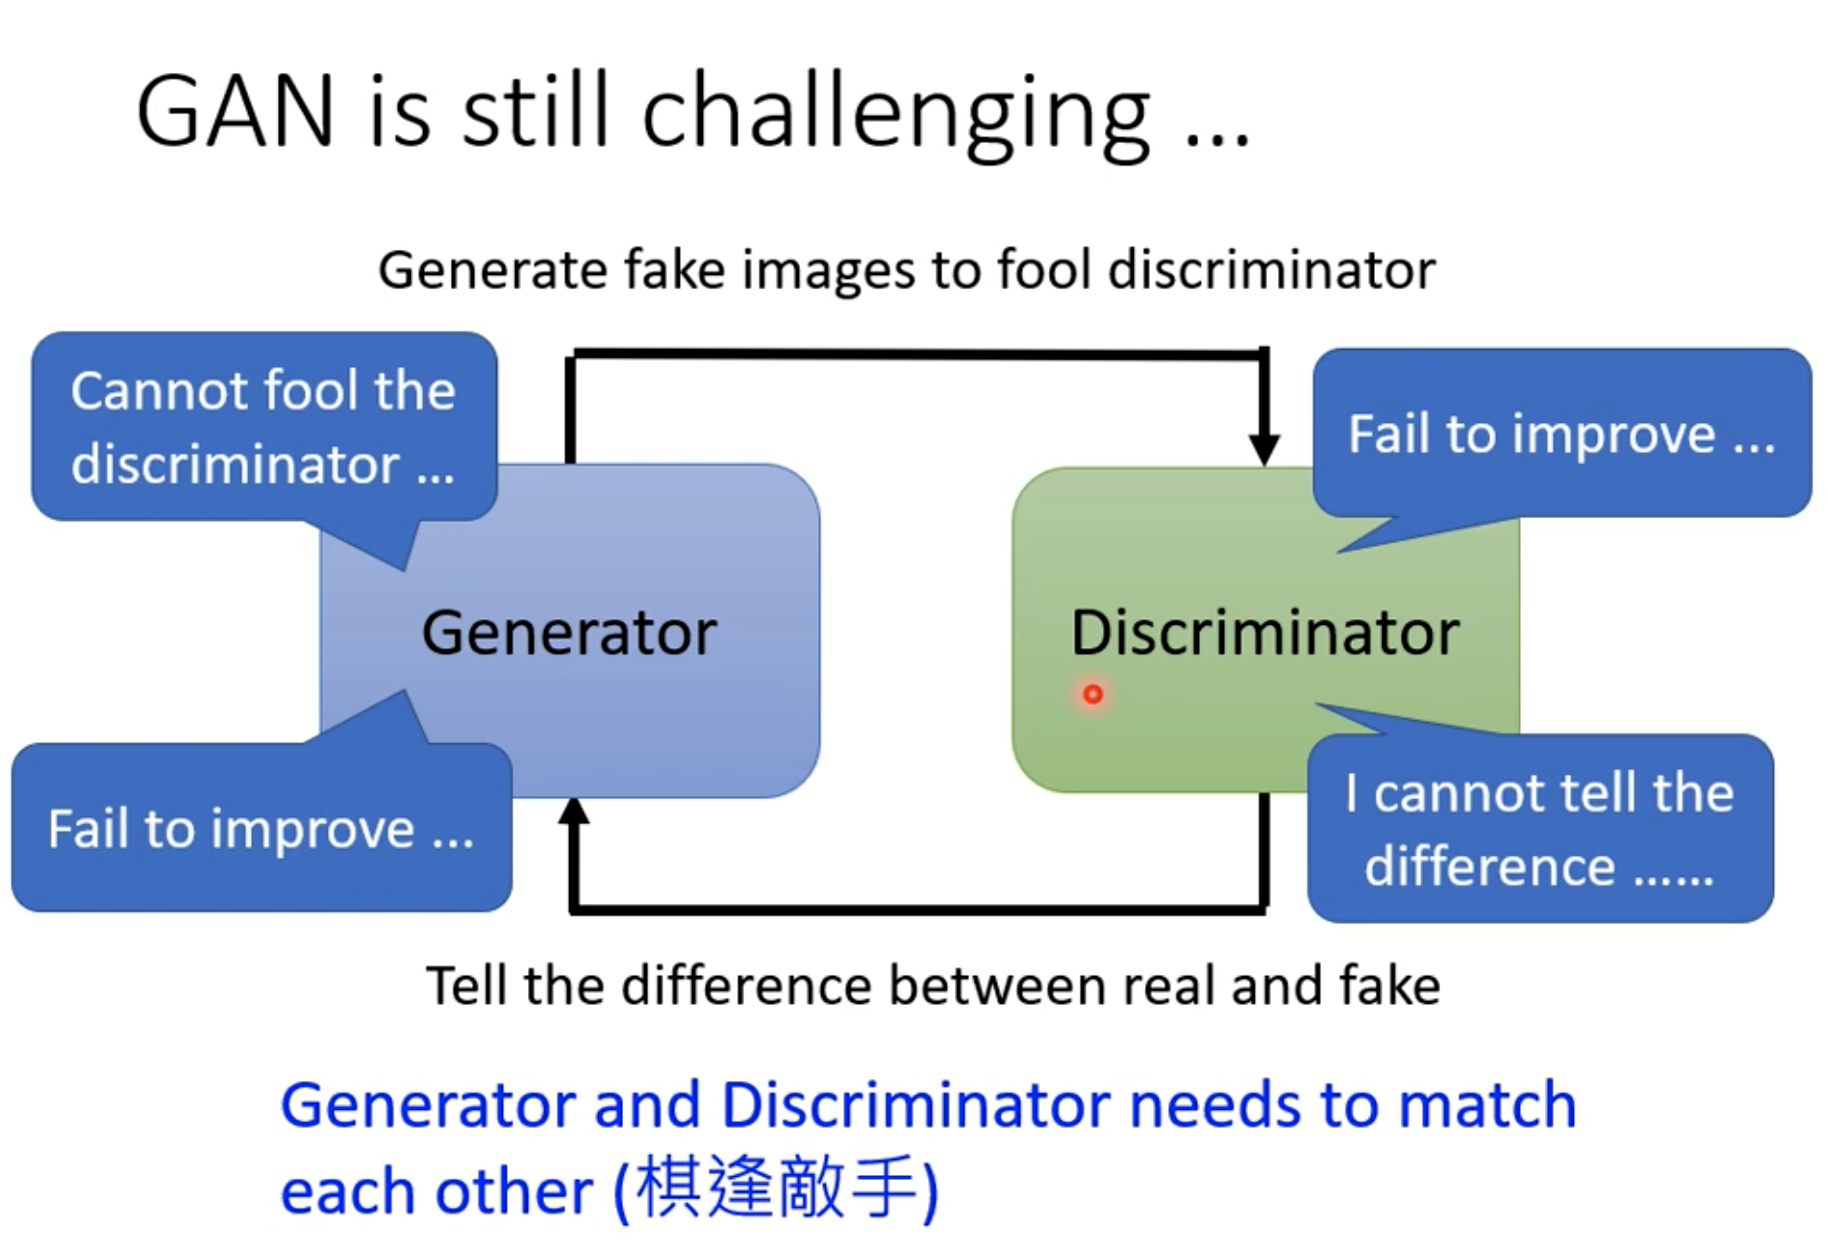 GAN is still challenging ...
Generate fake images to fool discriminator
Cannot fool the
discriminator ...
Fail to improve ...
Generator
Discriminator
Fail to improve ...
I cannot tell the
difference ......
Tell the difference between real and fake
Generator and Discriminator needs to match
each other (棋逢敵手)